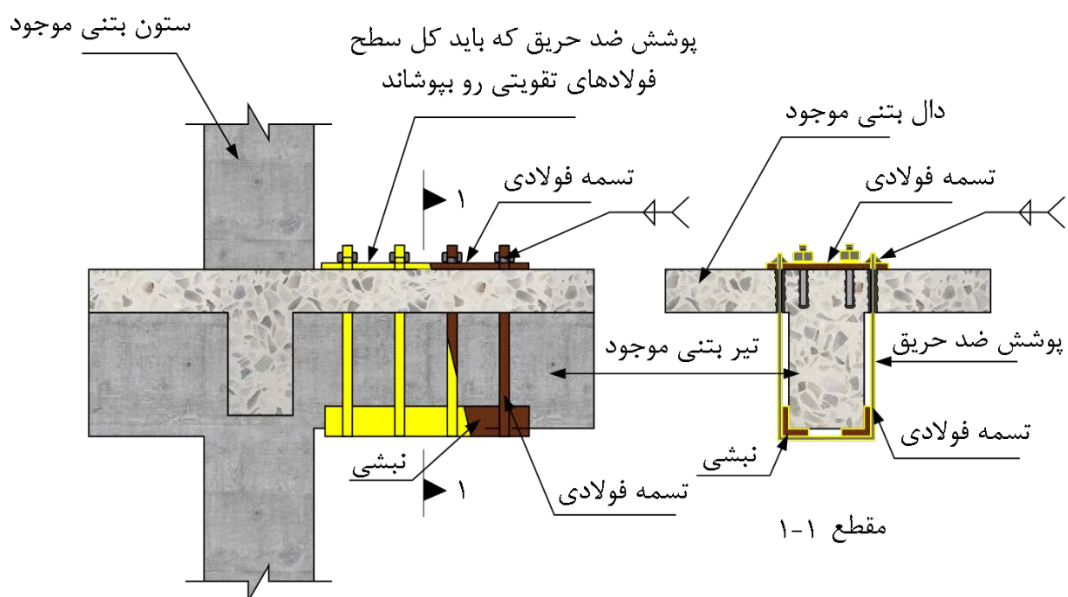 ستون بتنی موجود
پوشش ضد حریق که باید کل سطح
فولادهای تقویتی رو بپوشاند
دال بتنی موجود
تسمه فولادی
۱
تسمه فولادی
تیر بتنی موجود
پوشش ضد حریق
تسمه فولادی
نبشی
نبشی
۱
تسمه فولادی
مقطع ۱-۱